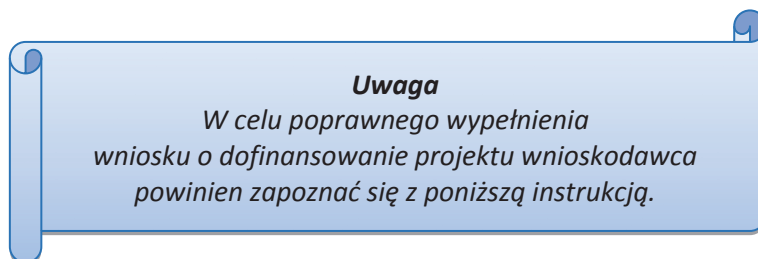 Uwaga
W celu poprawnego wypełnienia
wniosku o dofinansowanie projektu wnioskodawca
powinien zapoznać się z poniższą instrukcją.